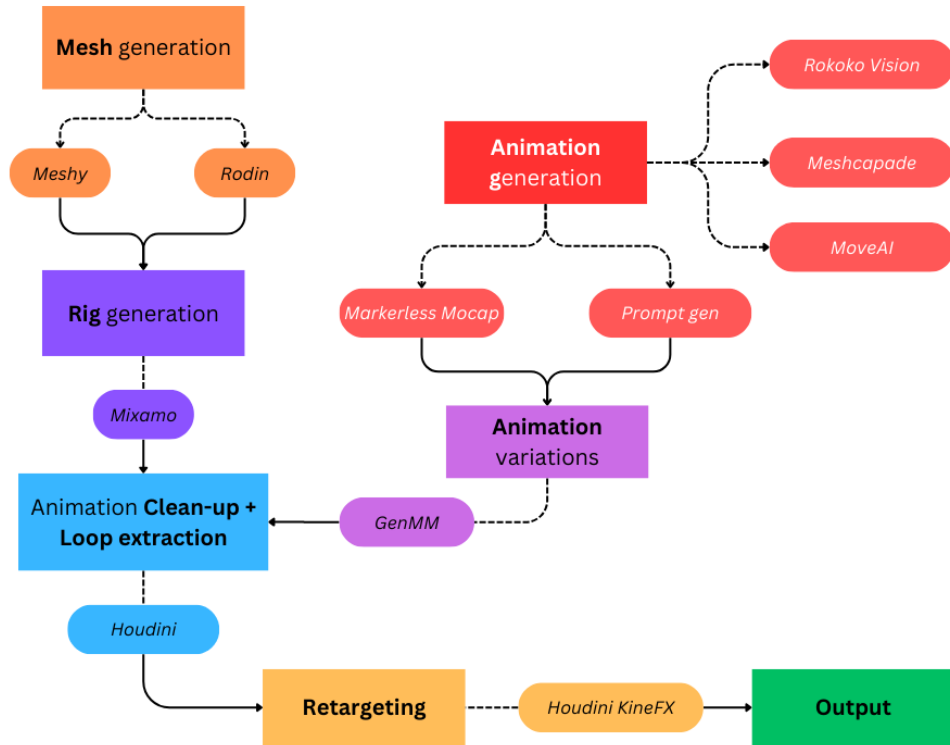 Mesh generation
Meshy
Rodin
Rig generation
Mixamo
Animation Clean-up +
Loop extraction
Houdini
Animation
generation
Rokoko Vision
Meshcapade
MoveAI
Markerless Mocap
Prompt gen
Animation
variations
GenMM
Retargeting
Houdini KineFX
Output